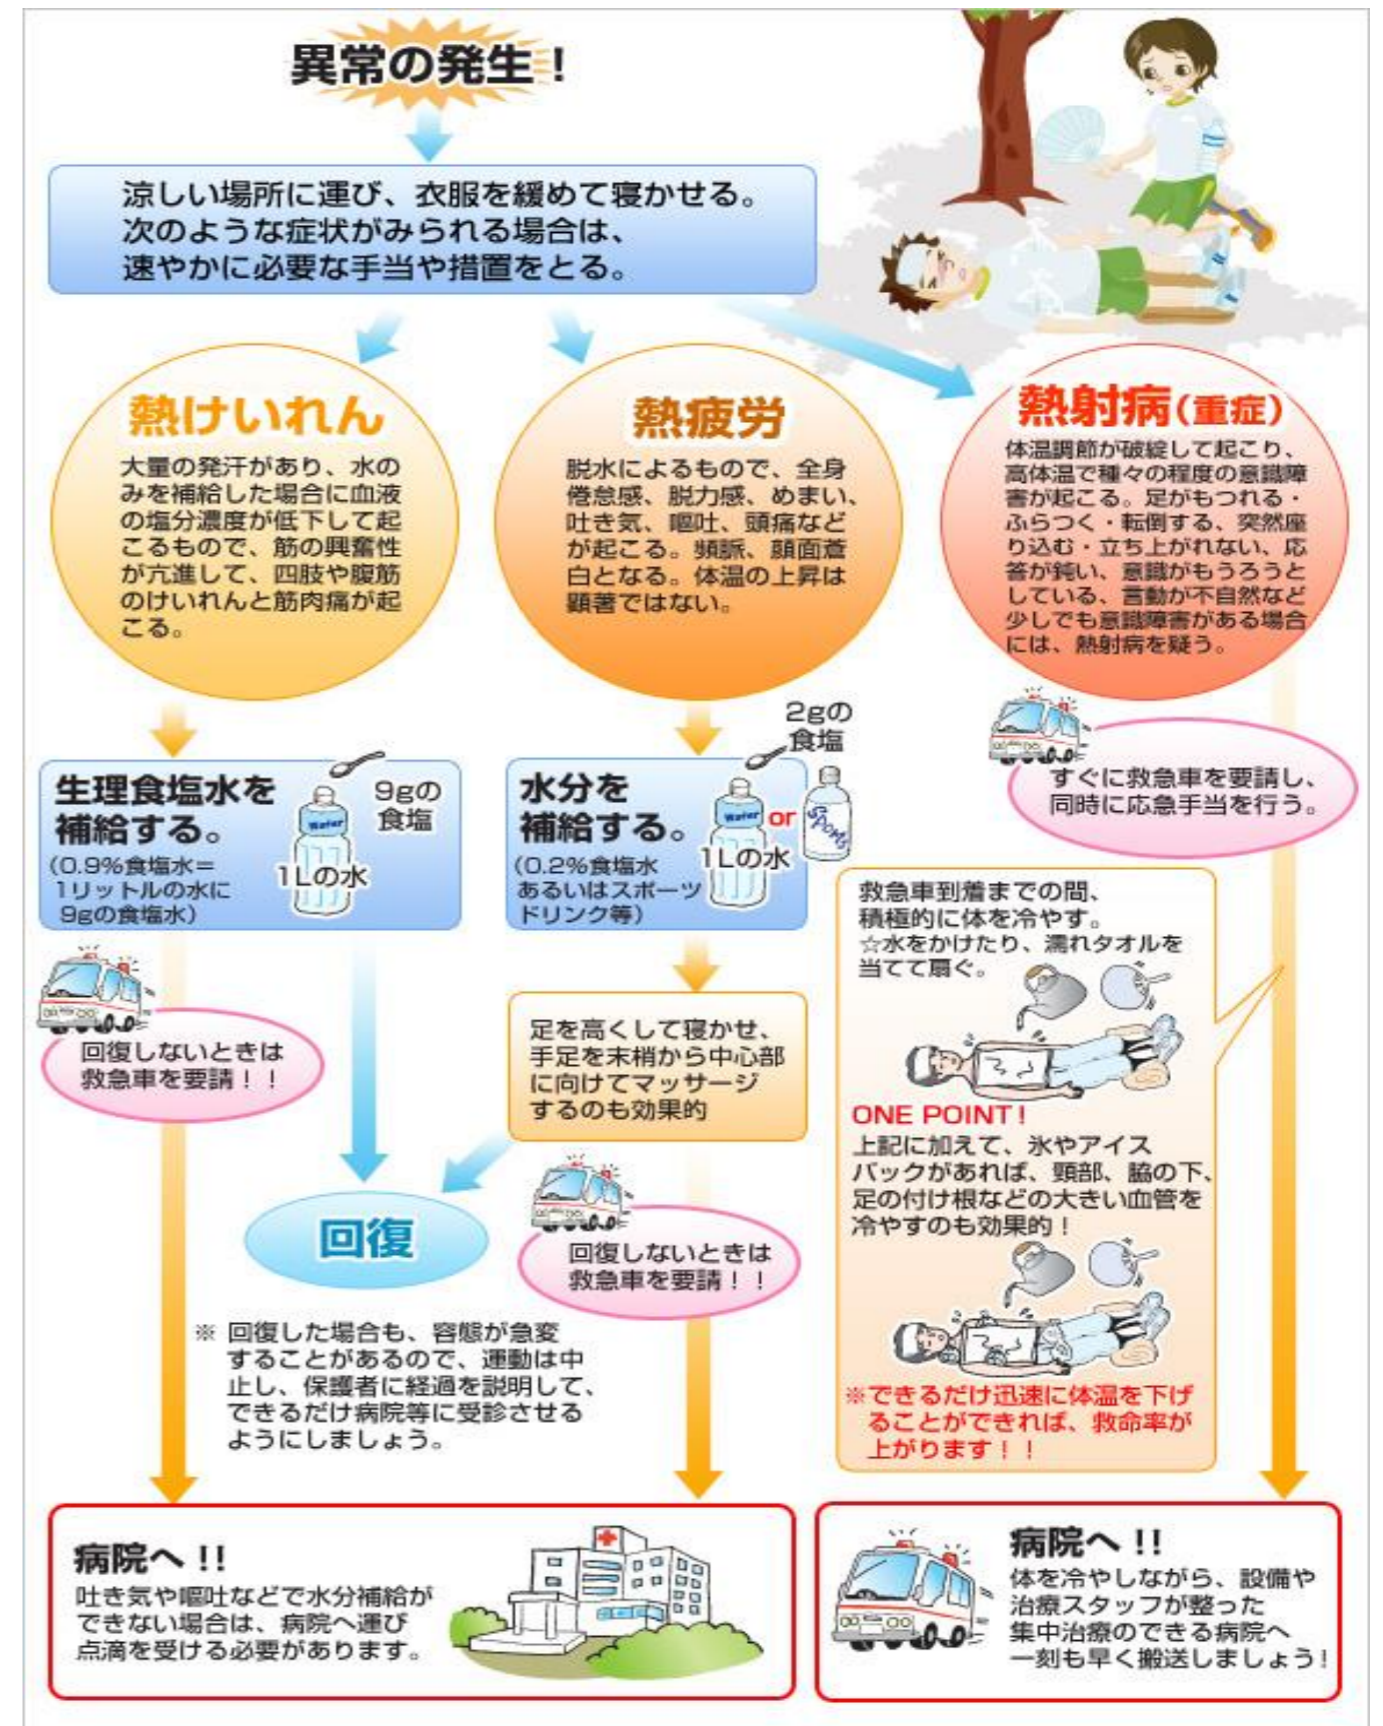 異常の発生！
涼しい場所に運び、衣服を緩めて寝かせる。
次のような症状がみられる場合は、
速やかに必要な手当や措置をとる。
熱けいれん
大量の発汗があり、水の
みを補給した場合に血液
の塩分濃度が低下して起
こるもので、筋の興奮性
が亢進して、四肢や腹筋
のけいれんと筋肉痛が起
こる。
熱疲労
脱水によるもので、全身
倦怠感、脱力感、めまい、
吐き気、嘔吐、頭痛など
が起こる。頻脈、顔面蒼
白となる。体温の上昇は
顕著ではない。
熱射病(重症)
体温調節が破綻して起こり、
高体温で種々の程度の意識障
害が起こる。足がもつれる・
ふらつく・転倒する、突然座
り込む・立ち上がれない、応
答が鈍い、意識がもうろうと
している、言動が不自然など
少しでも意識障害がある場合
には、熱射病を疑う。
生理食塩水を
補給する。
(0.9%食塩水＝
1リットルの水に
9gの食塩水)
9gの
食塩
Water
1Lの水
水分を
補給する。
(0.2%食塩水
あるいはスポーツ
ドリンク等)
2gの
食塩
Water
or
SPORTS
1Lの水
すぐに救急車を要請し、
同時に応急手当を行う。
回復しないときは
救急車を要請！！
足を高くして寝かせ、
手足を末梢から中心部
に向けてマッサージ
するのも効果的
回復
回復しないときは
救急車を要請！！
※ 回復した場合も、容態が急変
することがあるので、運動は中
止し、保護者に経過を説明して、
できるだけ病院等に受診させる
ようにしましょう。
救急車到着までの間、
積極的に体を冷やす。
☆水をかけたり、濡れタオルを
当てて扇ぐ。
ONE POINT！
上記に加えて、氷やアイス
パックがあれば、頸部、脇の下、
足の付け根などの大きい血管を
冷やすのも効果的！
※できるだけ迅速に体温を下げ
ることができれば、救命率が
上がります！！
病院へ！！
吐き気や嘔吐などで水分補給が
できない場合は、病院へ運び
点滴を受ける必要があります。
病院へ！！
体を冷やしながら、設備や
治療スタッフが整った
集中治療のできる病院へ
一刻も早く搬送しましょう！